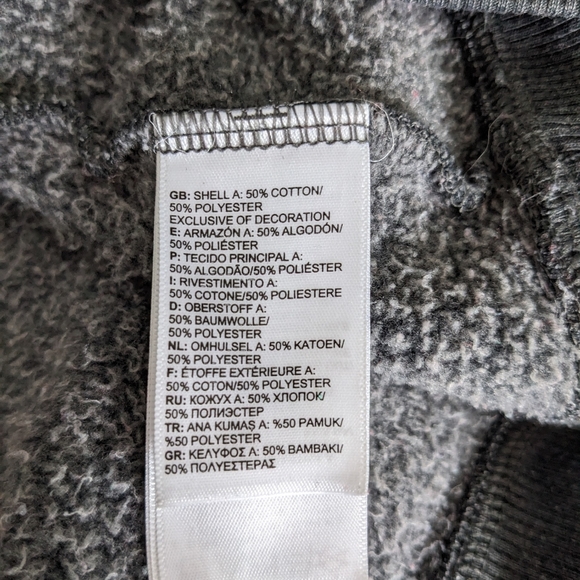 GB: SHELL A: 50% COTTON/
50% POLYESTER
EXCLUSIVE OF DECORATION
E: ARMAZÓN A: 50% ALGODÓN/
50% POLIÉSTER
P: TECIDO PRINCIPAL A:
50% ALGODÃO/50% POLIÉSTER
I: RIVESTIMENTO A:
50% COTONE/50% POLIESTERE
D: OBERSTOFF A:
50% BAUMWOLLE/
50% POLYESTER
NL: OMHULSEL A: 50% KATOEN/
50% POLYESTER
F: ÉTOFFE EXTÉRIEURE A:
50% COTON/50% POLYESTER
RU: КОЖУХ A: 50% ХЛОПОК/
50% ПОЛИЭСТЕР
TR: ANA KUMAŞ A: %50 PAMUK/
%50 POLYESTER
GR: ΚΕΛΥΦΟΣ A: 50% ΒΑΜΒΑΚΙ/
50% ΠΟΛΥΕΣΤΕΡΑΣ